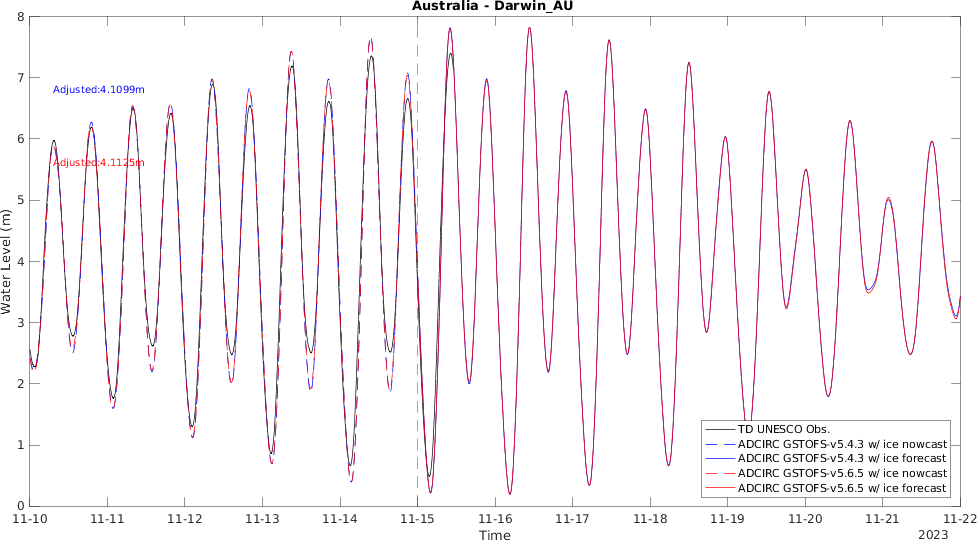 Australia - Darwin_AU
8
7
6
5
4
3
2
1
0
Water Level (m)
Adjusted:4.1099m
Adjusted:4.1125m
TD UNESCO Obs.
ADCIRC GSTOFS-v5.4.3 w/ ice nowcast
ADCIRC GSTOFS-v5.4.3 w/ ice forecast
ADCIRC GSTOFS-v5.6.5 w/ ice nowcast
ADCIRC GSTOFS-v5.6.5 w/ ice forecast
11-10 11-11 11-12 11-13 11-14 11-15 11-16 11-17 11-18 11-19 11-20 11-21 11-22
Time
2023